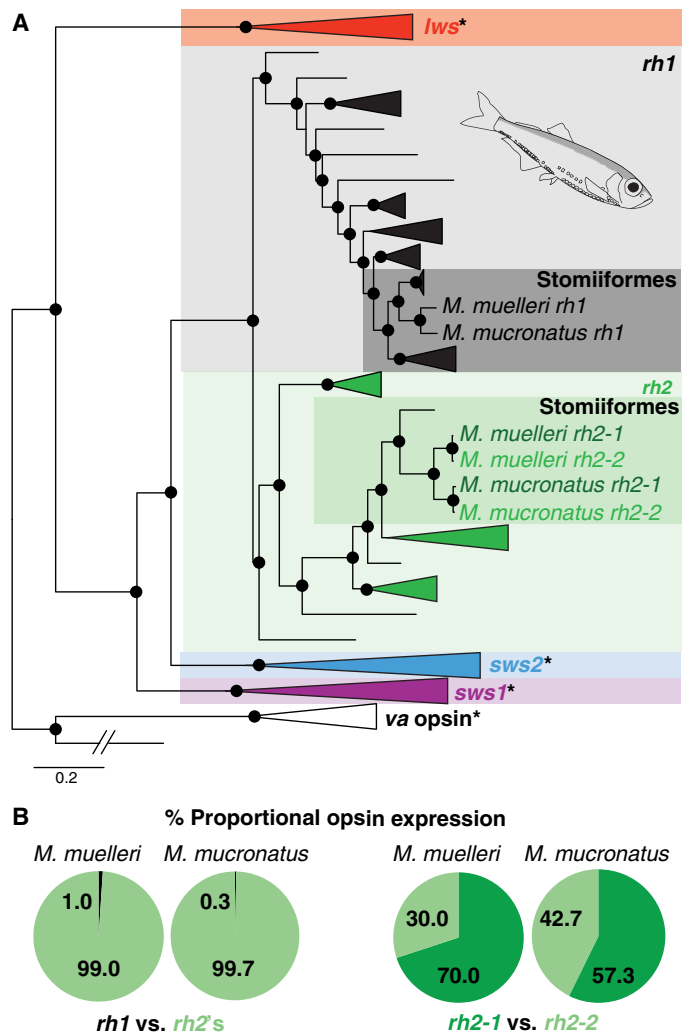 A
lws*
rh1
Stomiiformes
M. muelleri rh1
M. mucronatus rh1
rh2
Stomiiformes
M. muelleri rh2-1
M. muelleri rh2-2
M. mucronatus rh2-1
M. mucronatus rh2-2
sws2*
sws1*
va opsin*
0.2
B
% Proportional opsin expression
M. muelleri M. mucronatus M. muelleri M. mucronatus
1.0 0.3 30.0 42.7
99.0 99.7 70.0 57.3
rh1 vs. rh2's rh2-1 vs. rh2-2